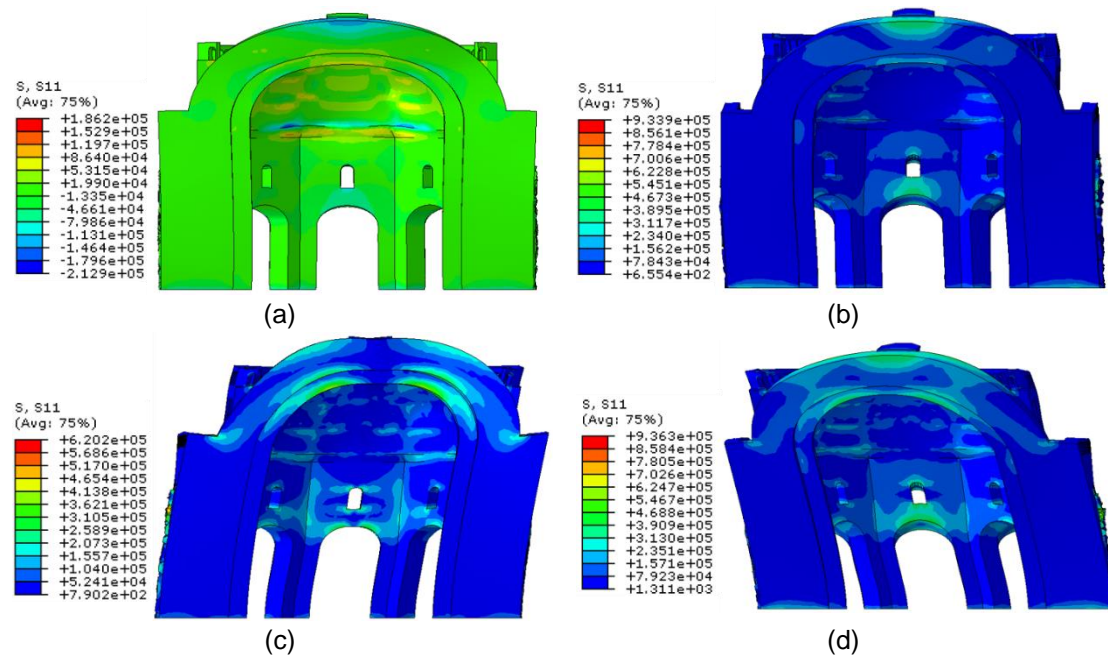 S, S11
(Avg: 75%)
+1.862e+05
+1.529e+05
+1.197e+05
+8.640e+04
+5.315e+04
+1.990e+04
-1.335e+04
-4.661e+04
-7.986e+04
-1.131e+05
-1.464e+05
-1.796e+05
-2.129e+05
(a)
S, S11
(Avg: 75%)
+9.339e+05
+8.561e+05
+7.784e+05
+7.006e+05
+6.228e+05
+5.451e+05
+4.673e+05
+3.895e+05
+3.117e+05
+2.340e+05
+1.562e+05
+7.843e+04
+6.554e+02
(b)
S, S11
(Avg: 75%)
+6.202e+05
+5.686e+05
+5.170e+05
+4.654e+05
+4.138e+05
+3.621e+05
+3.105e+05
+2.589e+05
+2.073e+05
+1.557e+05
+1.040e+05
+5.241e+04
+7.902e+02
(c)
S, S11
(Avg: 75%)
+9.363e+05
+8.584e+05
+7.805e+05
+7.026e+05
+6.247e+05
+5.467e+05
+4.688e+05
+3.909e+05
+3.130e+05
+2.351e+05
+1.571e+05
+7.923e+04
+1.311e+03
(d)